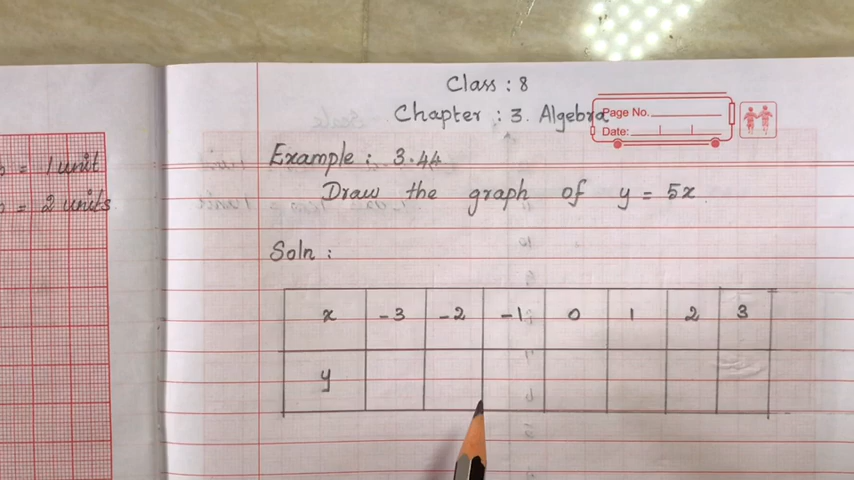 Class : 8
Chapter : 3. Algebra
Page No.
Date:
= 1 unit
= 2 units
Example : 3.44
Draw the graph of y = 5x
Soln :
x -3 -2 -1 0 1 2 3
y